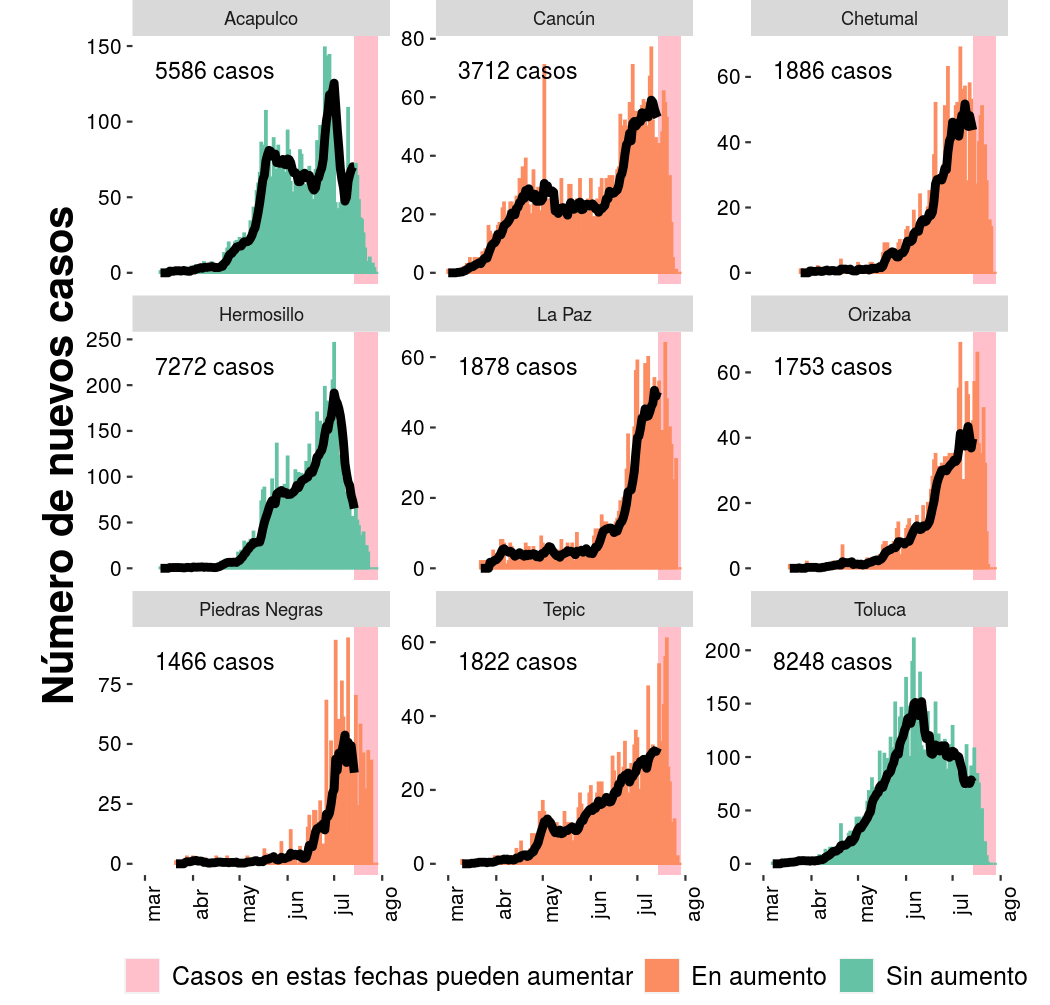 Número de nuevos casos
Acapulco
5586 casos
150
100
50
0
Cancún
3712 casos
80
60
40
20
0
Chetumal
1886 casos
60
40
20
0
Hermosillo
7272 casos
250
200
150
100
50
0
La Paz
1878 casos
60
40
20
0
Orizaba
1753 casos
60
40
20
0
Piedras Negras
1466 casos
75
50
25
0
Tepic
1822 casos
60
40
20
0
Toluca
8248 casos
200
150
100
50
0
mar abr may jun jul ago
mar abr may jun jul ago
mar abr may jun jul ago
Casos en estas fechas pueden aumentar En aumento Sin aumento